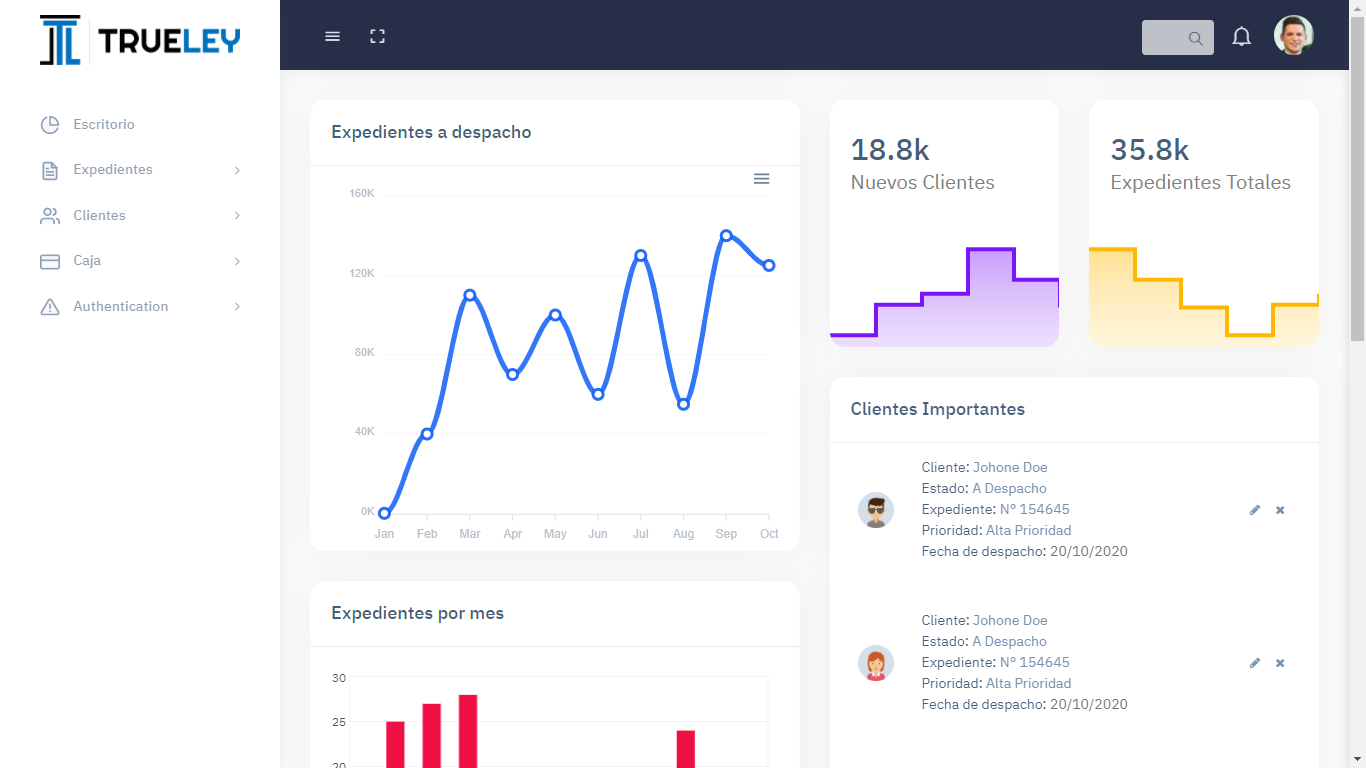 TRUELEY
Escritorio
Expedientes
Clientes
Caja
Authentication
Expedientes a despacho
160K
120K
80K
40K
0K
Jan Feb Mar Apr May Jun Jul Aug Sep Oct
18.8k
Nuevos Clientes
35.8k
Expedientes Totales
Clientes Importantes
Cliente: Johone Doe
Estado: A Despacho
Expediente: N° 154645
Prioridad: Alta Prioridad
Fecha de despacho: 20/10/2020
Cliente: Johone Doe
Estado: A Despacho
Expediente: N° 154645
Prioridad: Alta Prioridad
Fecha de despacho: 20/10/2020
Expedientes por mes
30
25
20